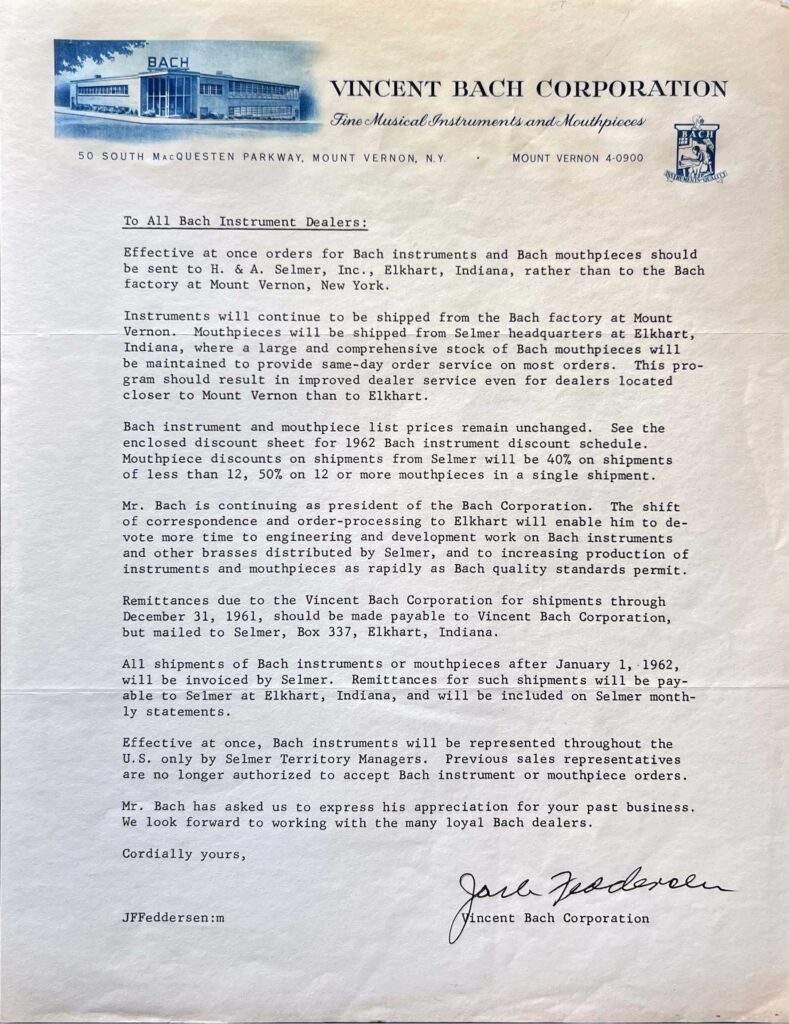 BACH
VINCENT BACH CORPORATION
Fine Musical Instruments and Mouthpieces
50 SOUTH MACQUESTEN PARKWAY, MOUNT VERNON, N.Y. · MOUNT VERNON 4-0900
BACH
To All Bach Instrument Dealers:
Effective at once orders for Bach instruments and Bach mouthpieces should
be sent to H. & A. Selmer, Inc., Elkhart, Indiana, rather than to the Bach
factory at Mount Vernon, New York.
Instruments will continue to be shipped from the Bach factory at Mount
Vernon. Mouthpieces will be shipped from Selmer headquarters at Elkhart,
Indiana, where a large and comprehensive stock of Bach mouthpieces will
be maintained to provide same-day order service on most orders. This pro-
gram should result in improved dealer service even for dealers located
closer to Mount Vernon than to Elkhart.
Bach instrument and mouthpiece list prices remain unchanged. See the
enclosed discount sheet for 1962 Bach instrument discount schedule.
Mouthpiece discounts on shipments from Selmer will be 40% on shipments
of less than 12, 50% on 12 or more mouthpieces in a single shipment.
Mr. Bach is continuing as president of the Bach Corporation. The shift
of correspondence and order-processing to Elkhart will enable him to de-
vote more time to engineering and development work on Bach instruments
and other brasses distributed by Selmer, and to increasing production of
instruments and mouthpieces as rapidly as Bach quality standards permit.
Remittances due to the Vincent Bach Corporation for shipments through
December 31, 1961, should be made payable to Vincent Bach Corporation,
but mailed to Selmer, Box 337, Elkhart, Indiana.
All shipments of Bach instruments or mouthpieces after January 1, 1962,
will be invoiced by Selmer. Remittances for such shipments will be pay-
able to Selmer at Elkhart, Indiana, and will be included on Selmer month-
ly statements.
Effective at once, Bach instruments will be represented throughout the
U.S. only by Selmer Territory Managers. Previous sales representatives
are no longer authorized to accept Bach instrument or mouthpiece orders.
Mr. Bach has asked us to express his appreciation for your past business.
We look forward to working with the many loyal Bach dealers.
Cordially yours,
Jack Feddersen
JFFeddersen:m Vincent Bach Corporation